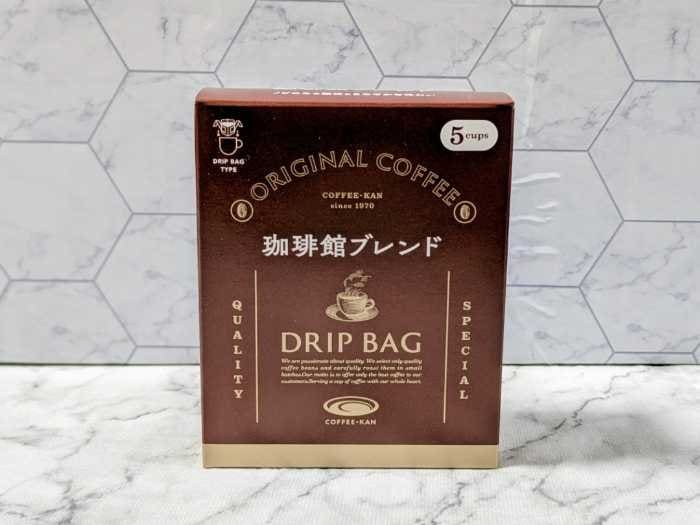 5 cups
DRIP BAG
TYPE
ORIGINAL COFFEE
COFFEE-KAN
since 1970
珈琲館ブレンド
QUALITY
SPECIAL
DRIP BAG
We are passionate about quality. We select only quality
coffee beans and carefully roast them in small
batches.Our motto is to offer only the best coffee to our
customers.Serving a cup of coffee with our whole heart.
COFFEE-KAN